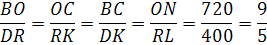 BO/DR = OC/RK = BC/DK = ON/RL = 720/400 = 9/5